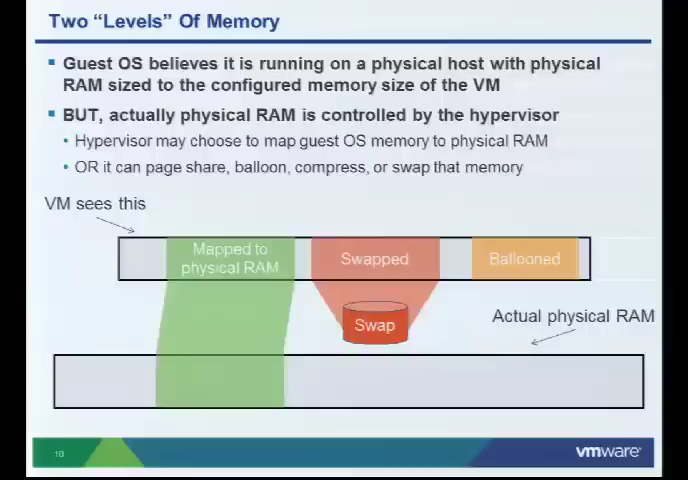 Two “Levels” Of Memory
Guest OS believes it is running on a physical host with physical
RAM sized to the configured memory size of the VM
BUT, actually physical RAM is controlled by the hypervisor
Hypervisor may choose to map guest OS memory to physical RAM
OR it can page share, balloon, compress, or swap that memory
VM sees this
Mapped to
physical RAM
Swapped
Ballooned
Swap
Actual physical RAM
10
vmware